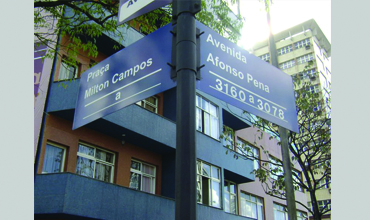 Praça
Milton Campos
a
Avenida
Afonso Pena
3160 a 3078